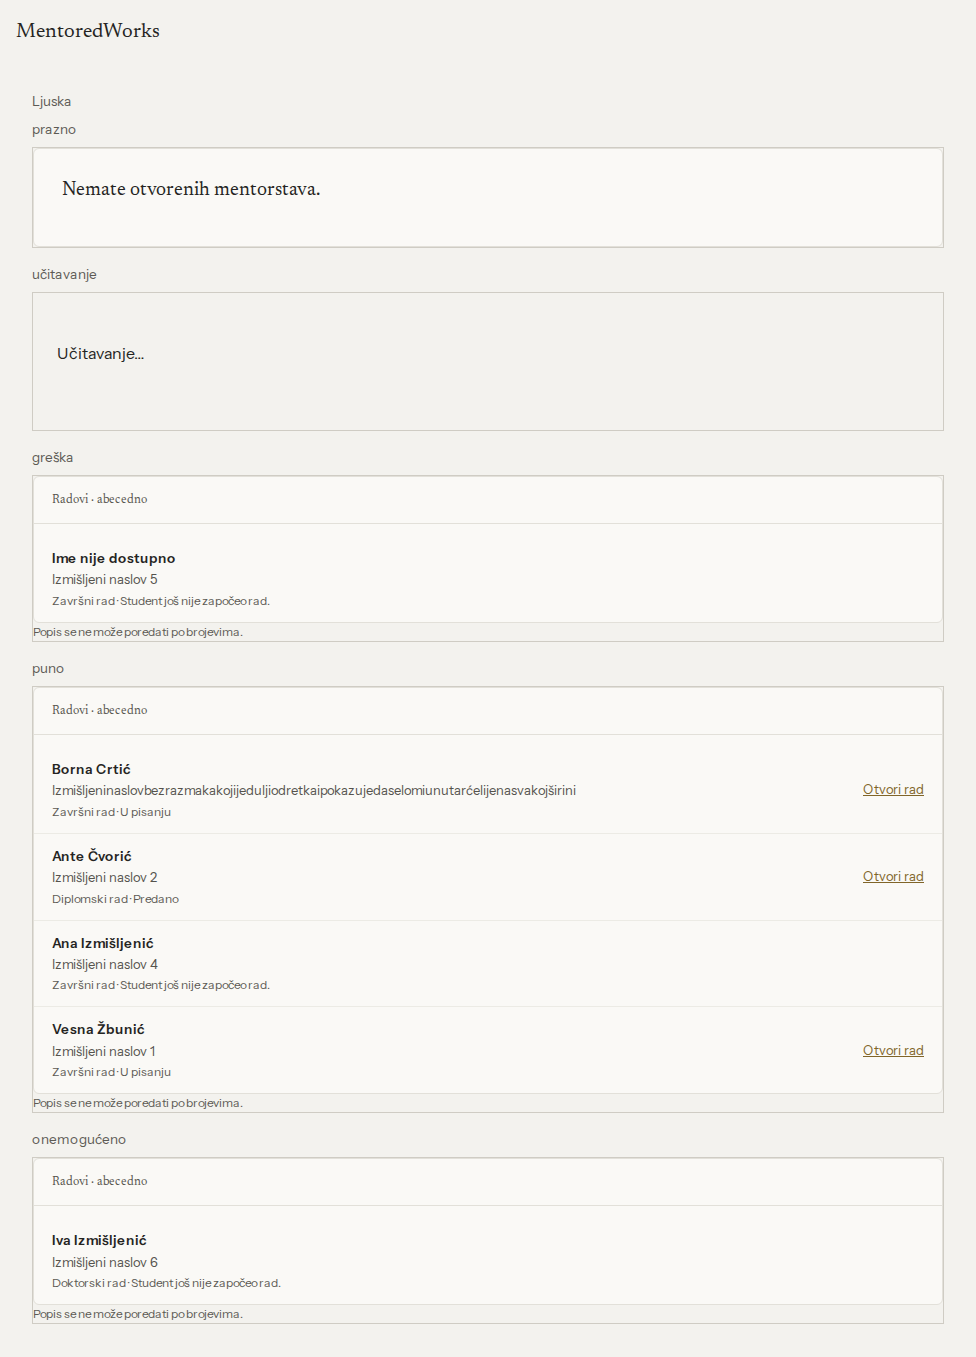 MentoredWorks
Ljuska
prazno
Nemate otvorenih mentorstava.
učitavanje
Učitavanje...
greška
Radovi · abecedno
Ime nije dostupno
Izmišljeni naslov 5
Završni rad · Student još nije započeo rad.
Popis se ne može poredati po brojevima.
puno
Radovi · abecedno
Borna Crtić
Izmišljeninaslovbezrazmakakojijeduljiodretkaipokazujedaselomiunutarćelijenasvakojširini
Otvori rad
Završni rad · U pisanju
Ante Čvorić
Izmišljeni naslov 2
Otvori rad
Diplomski rad · Predano
Ana Izmišljenić
Izmišljeni naslov 4
Završni rad · Student još nije započeo rad.
Vesna Žbunić
Izmišljeni naslov 1
Otvori rad
Završni rad · U pisanju
Popis se ne može poredati po brojevima.
onemogućeno
Radovi · abecedno
Iva Izmišljenić
Izmišljeni naslov 6
Doktorski rad · Student još nije započeo rad.
Popis se ne može poredati po brojevima.